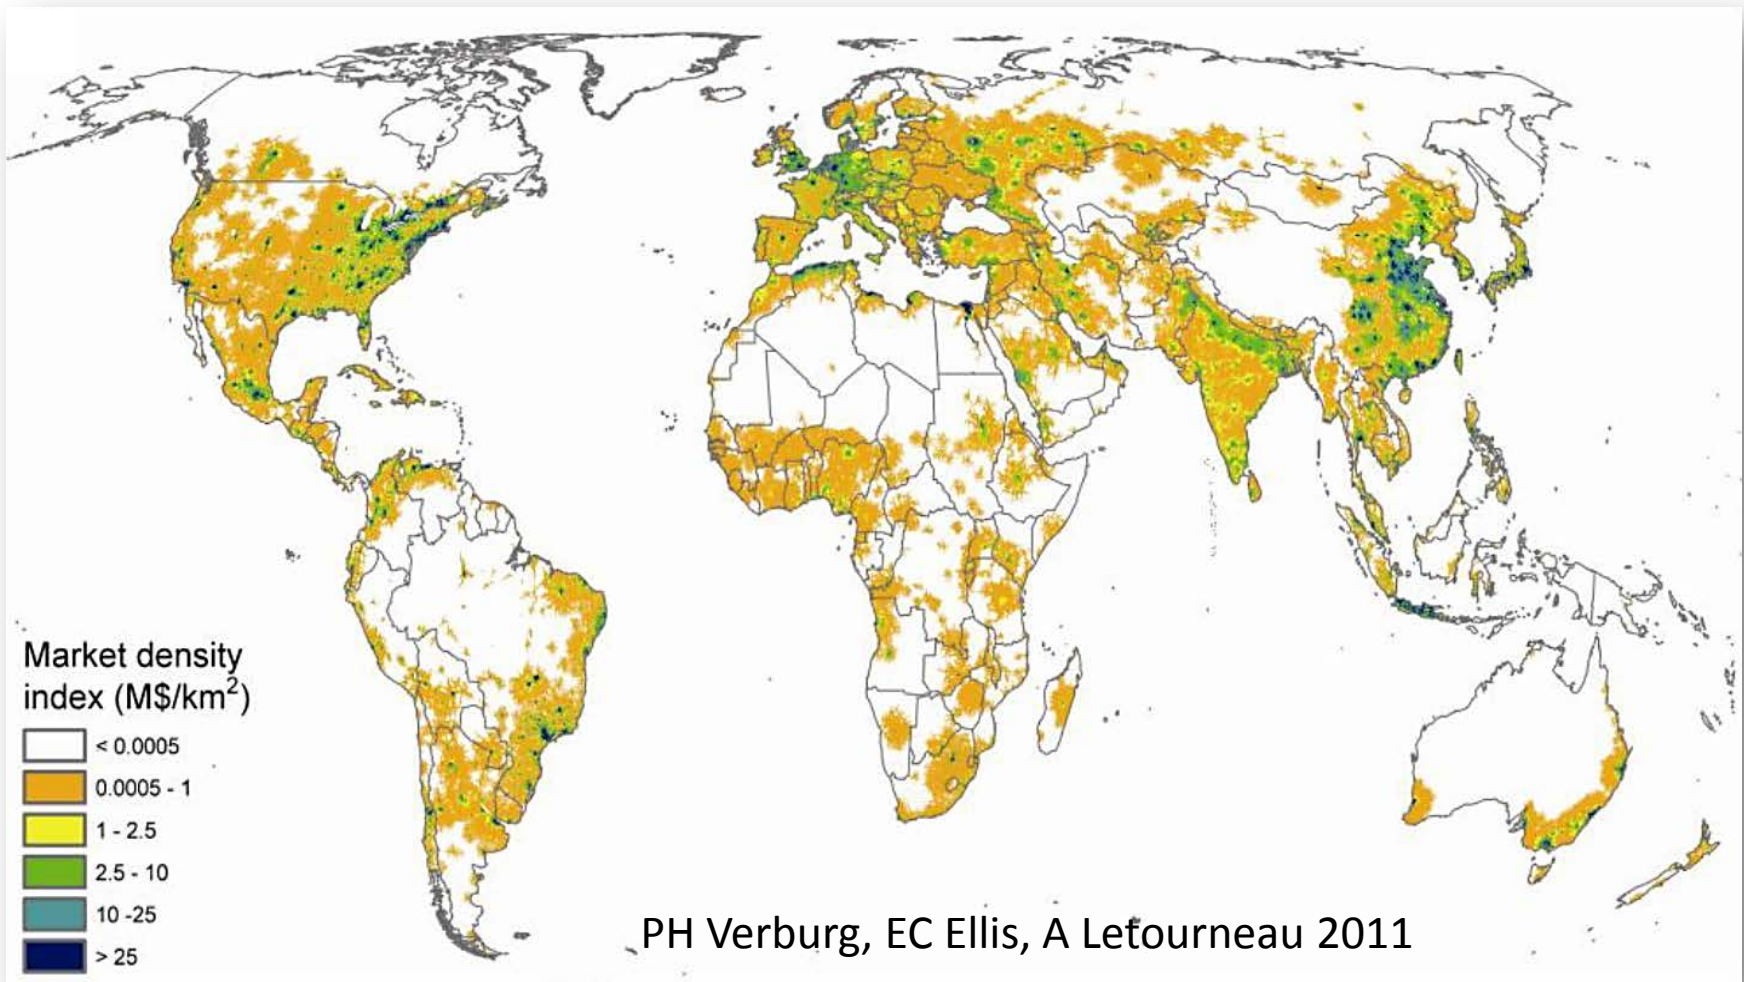 Market density
index (M$/km²)
< 0.0005
0.0005 - 1
1 - 2.5
2.5 - 10
10 -25
> 25
PH Verburg, EC Ellis, A Letourneau 2011